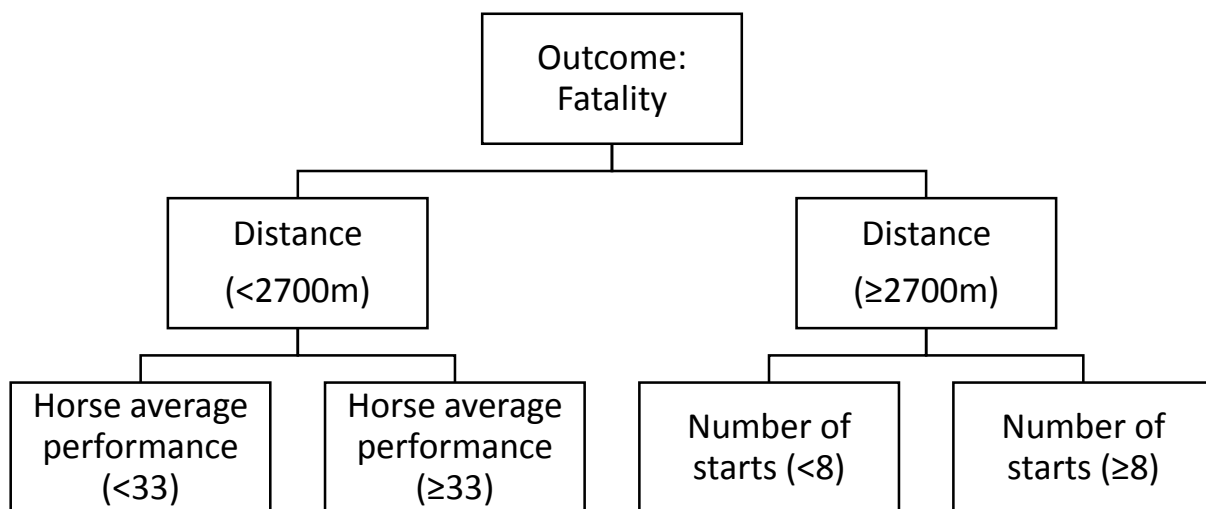 Outcome:
Fatality
Distance
(<2700m)
Distance
(≥2700m)
Horse average
performance
(<33)
Horse average
performance
(≥33)
Number of
starts (<8)
Number of
starts (≥8)